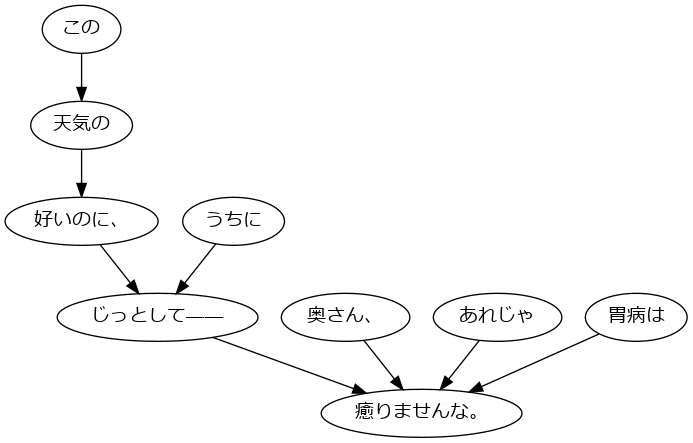 この
天気の
好いのに、
うちに
じっとして――
奥さん、
あれじゃ
胃病は
癒りませんな。